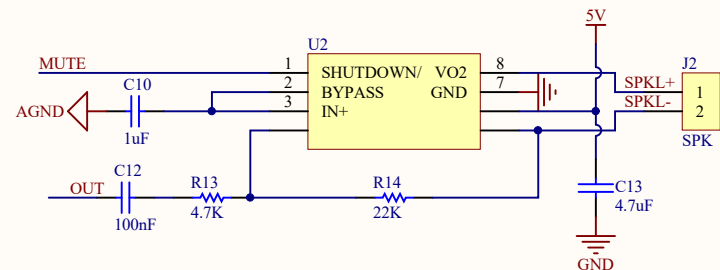 5V
U2
J2
MUTE
1
SHUTDOWN/
VO2
8
SPKL+
1
C10
2
BYPASS
GND
7
SPKL-
2
AGND
3
IN+
1uF
SPK
C12
OUT
R13
R14
C13
100nF
4.7K
22K
4.7uF
GND